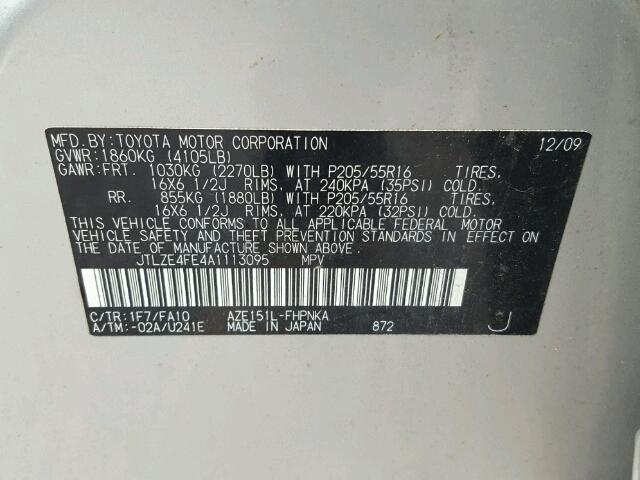 MFD.BY:TOYOTA MOTOR CORPORATION 12/09
GVWR:1860KG (4105LB)
GAWR:FRT. 1030KG (2270LB) WITH P205/55R16 TIRES,
16X6 1/2J RIMS, AT 240KPA (35PSI) COLD.
RR. 855KG (1880LB) WITH P205/55R16 TIRES,
16X6 1/2J RIMS, AT 220KPA (32PSI) COLD.
THIS VEHICLE CONFORMS TO ALL APPLICABLE FEDERAL MOTOR
VEHICLE SAFETY AND THEFT PREVENTION STANDARDS IN EFFECT ON
THE DATE OF MANUFACTURE SHOWN ABOVE.
JTLZE4FE4A1113095 MPV
C/TR:1F7/FA10 AZE151L-FHPNKA
A/TM:-02A/U241E MADE IN JAPAN 872 J